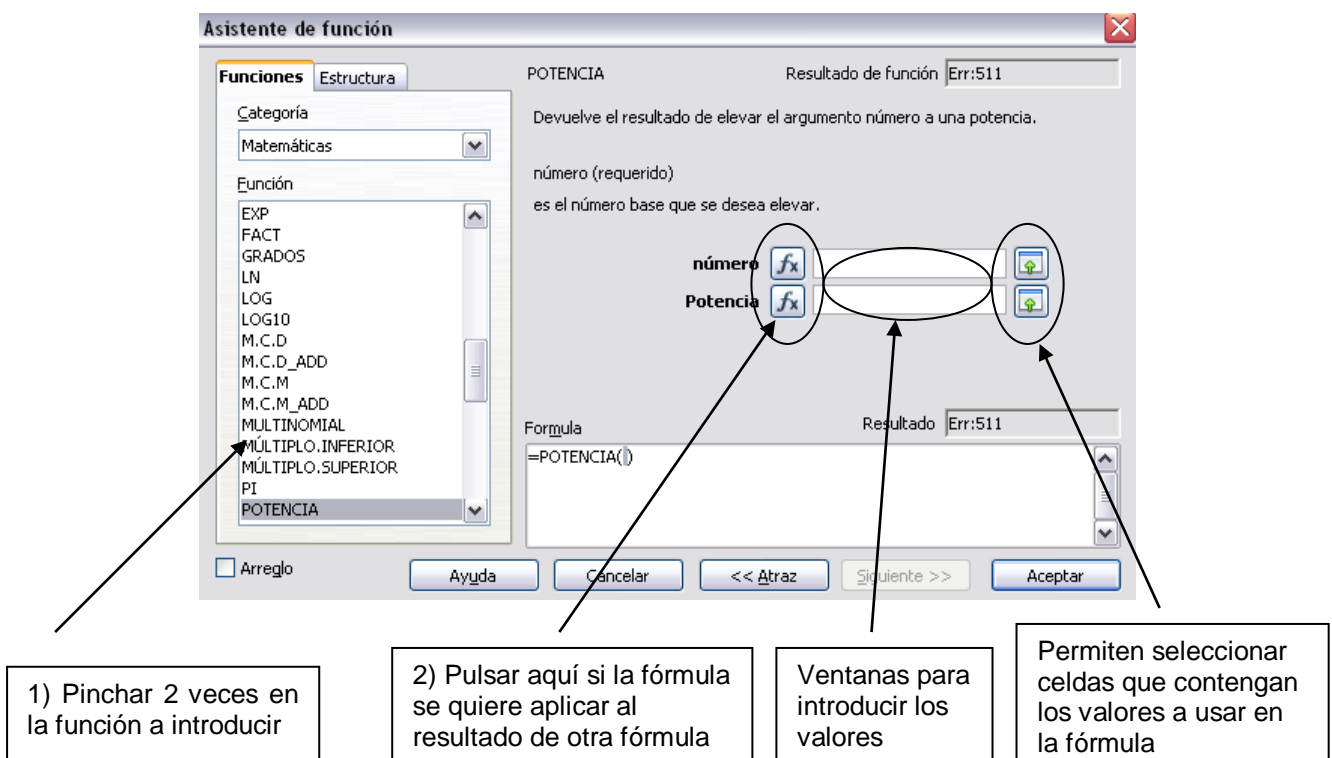 Asistente de función
Funciones Estructura
Categoría
Matemáticas
Función
EXP
FACT
GRADOS
LN
LOG
LOG10
M.C.D
M.C.D_ADD
M.C.M
M.C.M_ADD
MULTINOMIAL
MÚLTIPLO.INFERIOR
MÚLTIPLO.SUPERIOR
PI
POTENCIA
POTENCIA Resultado de función Err:511
Devuelve el resultado de elevar el argumento número a una potencia.
número (requerido)
es el número base que se desea elevar.
número fx
Potencia fx
Formula Resultado Err:511
=POTENCIA( )
Arreglo Ayuda Cancelar << Atraz Siguiente >> Aceptar
1) Pinchar 2 veces en
la función a introducir
2) Pulsar aquí si la fórmula
se quiere aplicar al
resultado de otra fórmula
Ventanas para
introducir los
valores
Permiten seleccionar
celdas que contengan
los valores a usar en
la fórmula